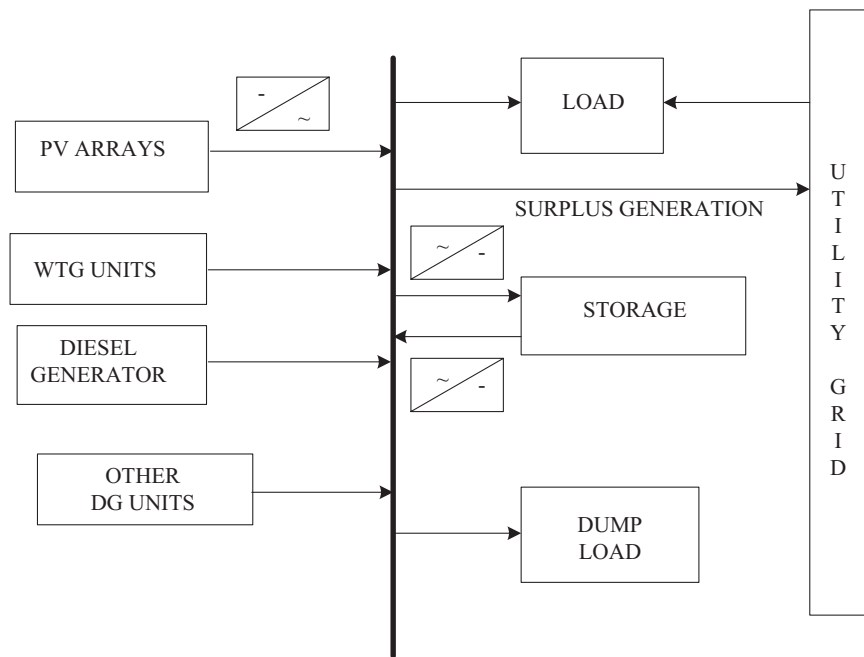 -
~
PV ARRAYS
WTG UNITS
DIESEL
GENERATOR
OTHER
DG UNITS
LOAD
SURPLUS GENERATION
~
-
STORAGE
~
-
DUMP
LOAD
U
T
I
L
I
T
Y
G
R
I
D